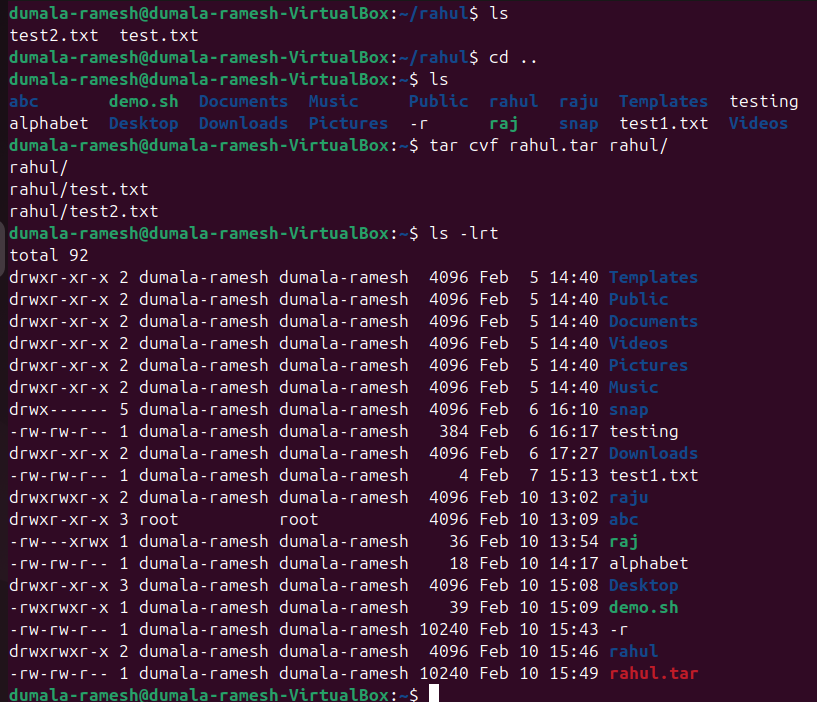 dumala-ramesh@dumala-ramesh-VirtualBox:~/rahul$ ls
test2.txt  test.txt
dumala-ramesh@dumala-ramesh-VirtualBox:~/rahul$ cd ..
dumala-ramesh@dumala-ramesh-VirtualBox:~$ ls
abc       demo.sh  Documents  Music     Public  rahul  raju  Templates  testing
alphabet  Desktop  Downloads  Pictures  -r      raj    snap  test1.txt  Videos
dumala-ramesh@dumala-ramesh-VirtualBox:~$ tar cvf rahul.tar rahul/
rahul/
rahul/test.txt
rahul/test2.txt
dumala-ramesh@dumala-ramesh-VirtualBox:~$ ls -lrt
total 92
drwxr-xr-x 2 dumala-ramesh dumala-ramesh  4096 Feb  5 14:40 Templates
drwxr-xr-x 2 dumala-ramesh dumala-ramesh  4096 Feb  5 14:40 Public
drwxr-xr-x 2 dumala-ramesh dumala-ramesh  4096 Feb  5 14:40 Documents
drwxr-xr-x 2 dumala-ramesh dumala-ramesh  4096 Feb  5 14:40 Videos
drwxr-xr-x 2 dumala-ramesh dumala-ramesh  4096 Feb  5 14:40 Pictures
drwxr-xr-x 2 dumala-ramesh dumala-ramesh  4096 Feb  5 14:40 Music
drwx------ 5 dumala-ramesh dumala-ramesh  4096 Feb  6 16:10 snap
-rw-rw-r-- 1 dumala-ramesh dumala-ramesh   384 Feb  6 16:17 testing
drwxr-xr-x 2 dumala-ramesh dumala-ramesh  4096 Feb  6 17:27 Downloads
-rw-rw-r-- 1 dumala-ramesh dumala-ramesh     4 Feb  7 15:13 test1.txt
drwxrwxr-x 2 dumala-ramesh dumala-ramesh  4096 Feb 10 13:02 raju
drwxr-xr-x 3 root          root           4096 Feb 10 13:09 abc
-rw---xrwx 1 dumala-ramesh dumala-ramesh    36 Feb 10 13:54 raj
-rw-rw-r-- 1 dumala-ramesh dumala-ramesh    18 Feb 10 14:17 alphabet
drwxr-xr-x 3 dumala-ramesh dumala-ramesh  4096 Feb 10 15:08 Desktop
-rwxrwxr-x 1 dumala-ramesh dumala-ramesh    39 Feb 10 15:09 demo.sh
-rw-rw-r-- 1 dumala-ramesh dumala-ramesh 10240 Feb 10 15:43 -r
drwxrwxr-x 2 dumala-ramesh dumala-ramesh  4096 Feb 10 15:46 rahul
-rw-rw-r-- 1 dumala-ramesh dumala-ramesh 10240 Feb 10 15:49 rahul.tar
dumala-ramesh@dumala-ramesh-VirtualBox:~$